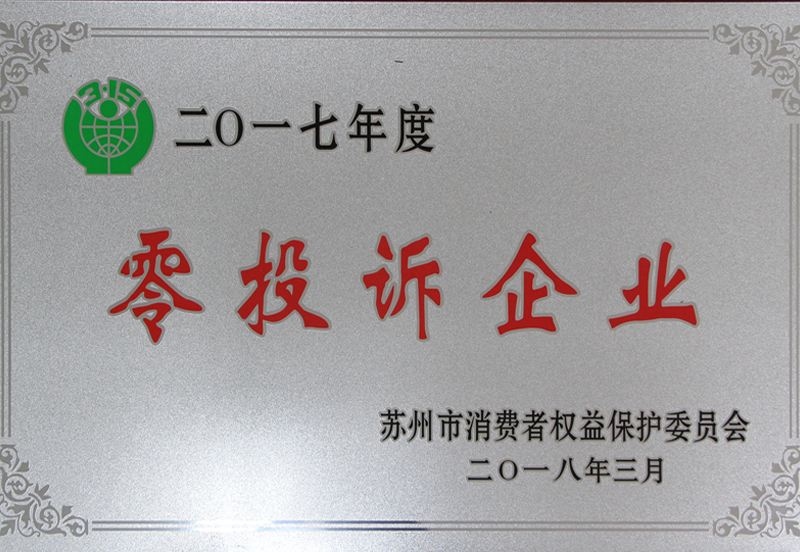 3·15
二〇一七年度
零投诉企业
苏州市消费者权益保护委员会
二〇一八年三月